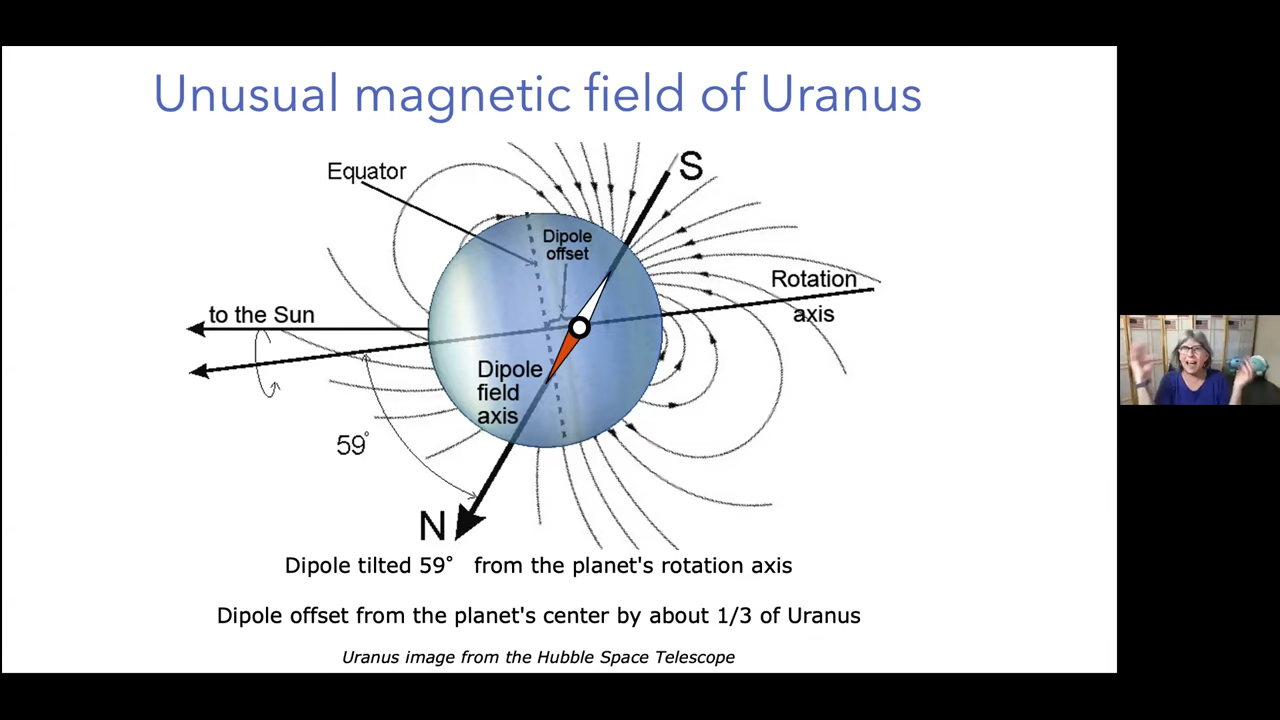 Unusual magnetic field of Uranus
Equator
S
Dipole
offset
Rotation
axis
to the Sun
Dipole
field
axis
59°
N
Dipole tilted 59° from the planet's rotation axis
Dipole offset from the planet's center by about 1/3 of Uranus
Uranus image from the Hubble Space Telescope